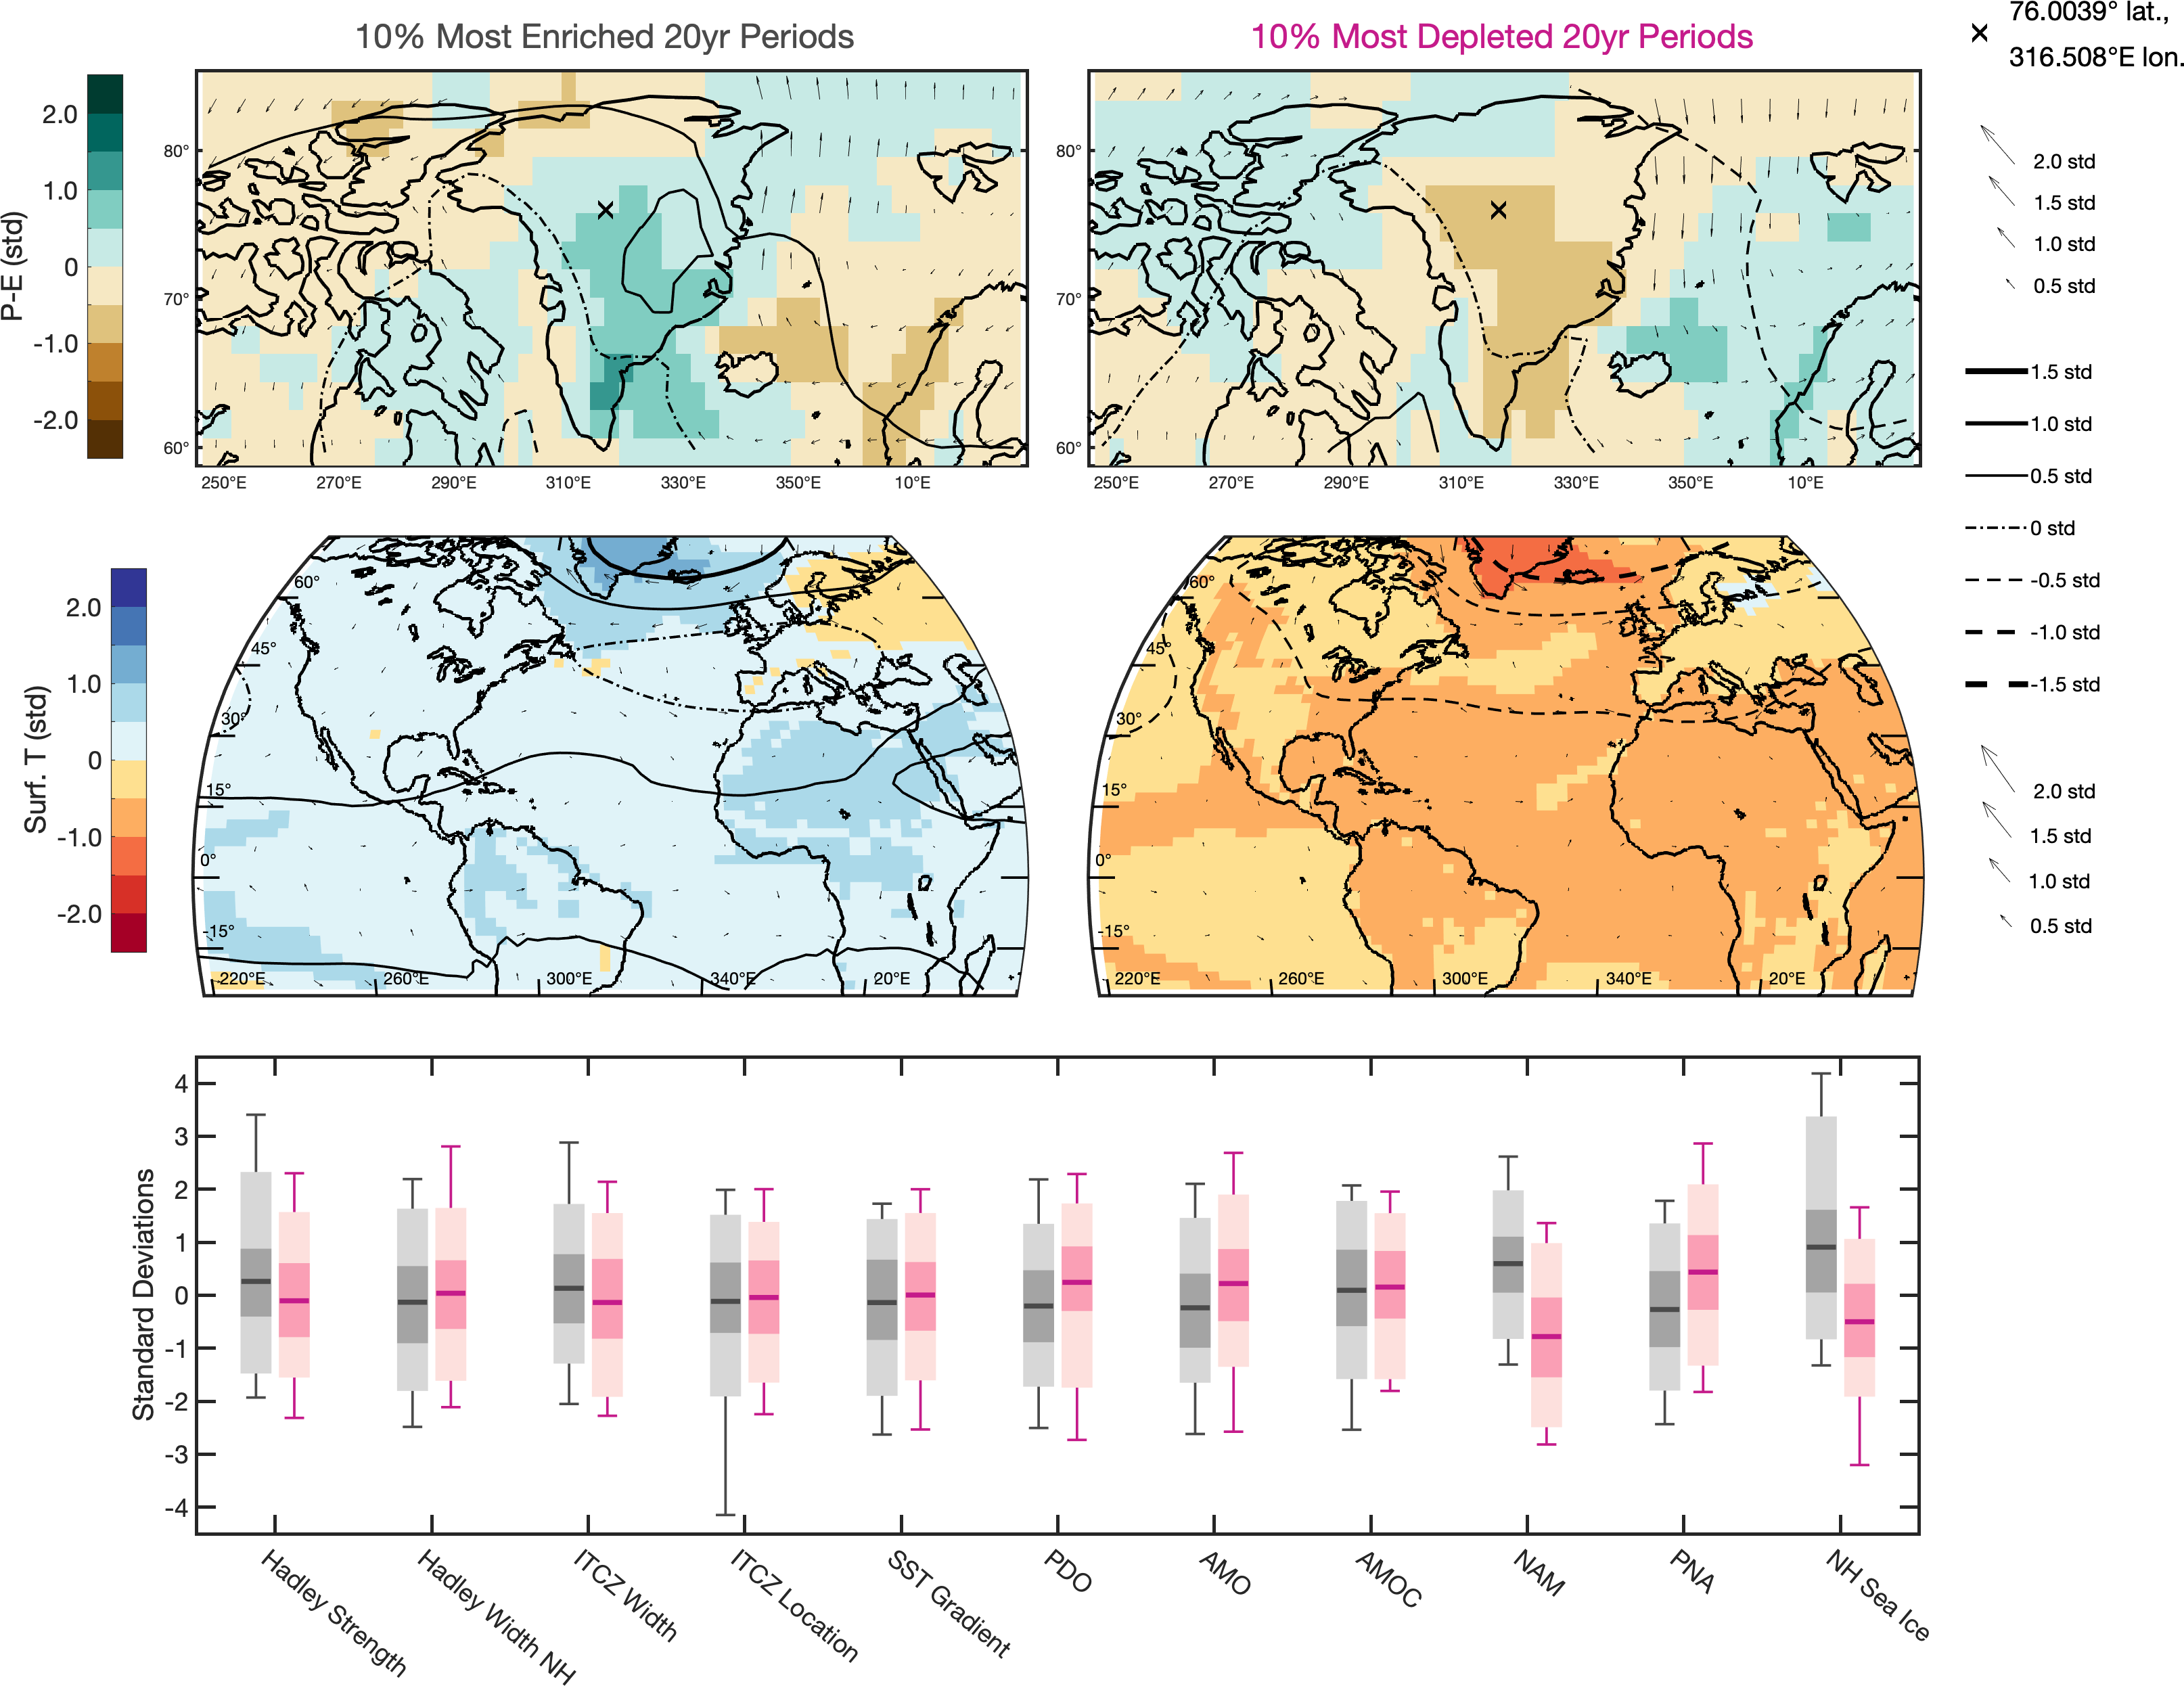 10% Most Enriched 20yr Periods
10% Most Depleted 20yr Periods
76.0039° lat.,
316.508°E lon.
P-E (std)
2.0
1.0
0
-1.0
-2.0
80°
70°
60°
250°E 270°E 290°E 310°E 330°E 350°E 10°E
80°
70°
60°
250°E 270°E 290°E 310°E 330°E 350°E 10°E
2.0 std
1.5 std
1.0 std
0.5 std
1.5 std
1.0 std
0.5 std
0 std
-0.5 std
-1.0 std
-1.5 std
2.0 std
1.5 std
1.0 std
0.5 std
Surf. T (std)
2.0
1.0
0
-1.0
-2.0
60°
45°
30°
15°
0°
-15°
220°E 260°E 300°E 340°E 20°E
60°
45°
30°
15°
0°
-15°
220°E 260°E 300°E 340°E 20°E
Standard Deviations
4
3
2
1
0
-1
-2
-3
-4
Hadley Strength
Hadley Width NH
ITCZ Width
ITCZ Location
SST Gradient
PDO
AMO
AMOC
NAM
PNA
NH Sea Ice